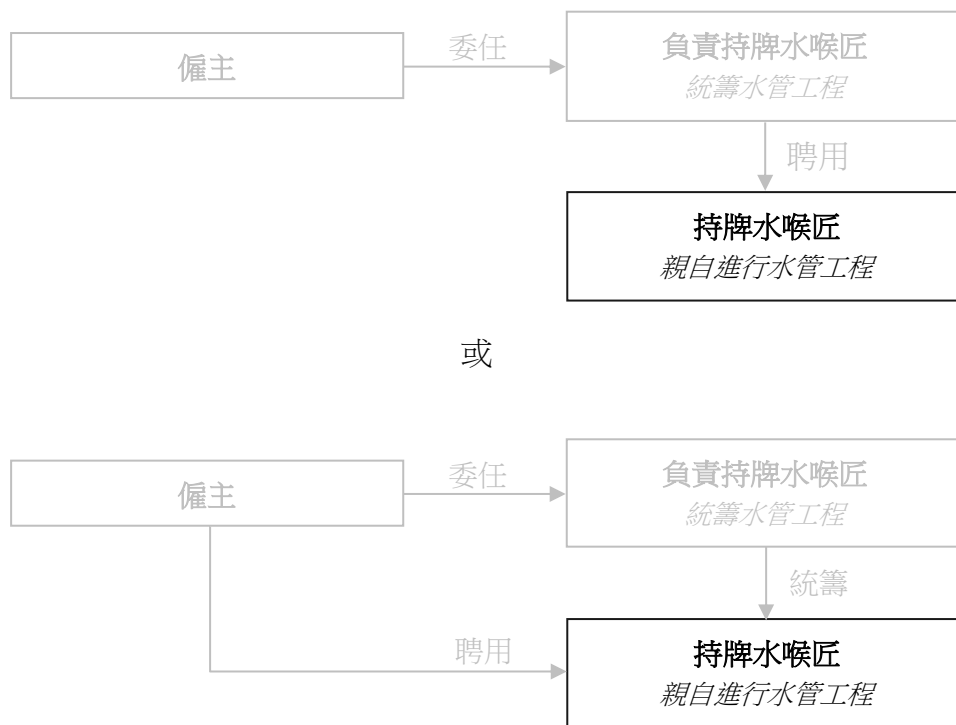 僱主
委任
負責持牌水喉匠
統籌水管工程
聘用
持牌水喉匠
親自進行水管工程
或
僱主
委任
負責持牌水喉匠
統籌水管工程
統籌
聘用
持牌水喉匠
親自進行水管工程